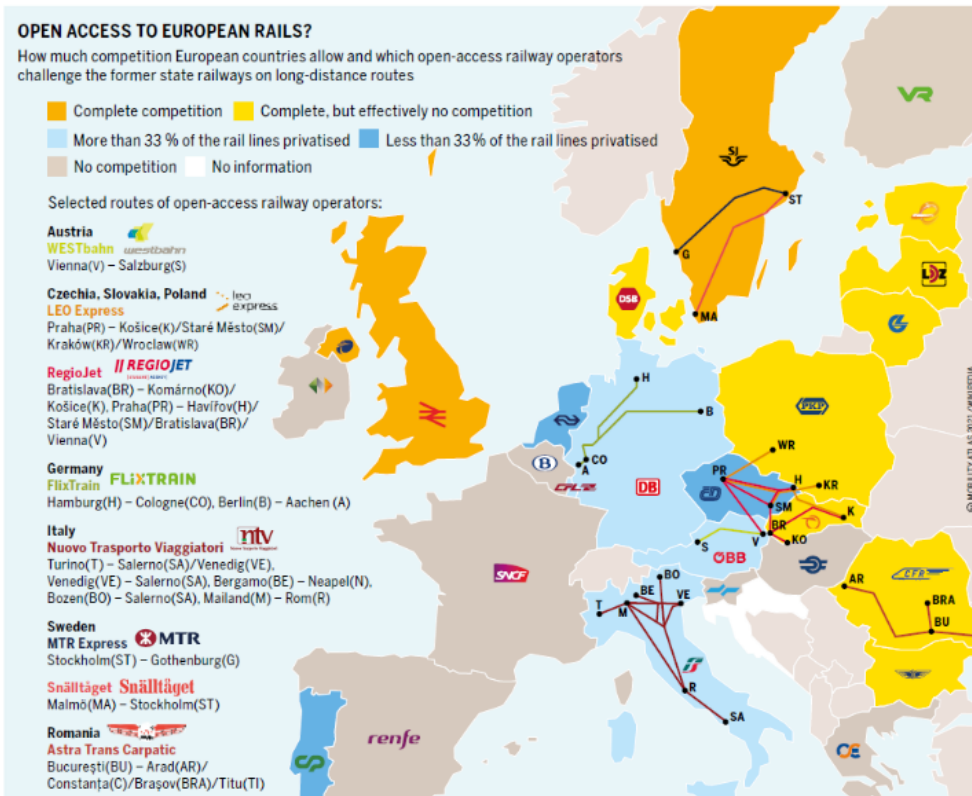 OPEN ACCESS TO EUROPEAN RAILS?
How much competition European countries allow and which open-access railway operators
challenge the former state railways on long-distance routes
Complete competition
Complete, but effectively no competition
More than 33 % of the rail lines privatised
Less than 33% of the rail lines privatised
No competition
No information
Selected routes of open-access railway operators:
Austria
WESTbahn westbahn
Vienna(V) – Salzburg(S)
Czechia, Slovakia, Poland
LEO Express leo express
Praha(PR) – Košice(K)/Staré Město(SM)/
Kraków(KR)/Wroclaw(WR)
RegioJet REGIOJET
Bratislava(BR) – Komárno(KO)/
Košice(K), Praha(PR) – Havířov(H)/
Staré Město(SM)/Bratislava(BR)/
Vienna(V)
Germany
FlixTrain FLiXTRAiN
Hamburg(H) – Cologne(CO), Berlin(B) – Aachen (A)
Italy
Nuovo Trasporto Viaggiatori ntv
Turino(T) – Salerno(SA)/Venedig(VE),
Venedig(VE) – Salerno(SA), Bergamo(BE) – Neapel(N),
Bozen(BO) – Salerno(SA), Mailand(M) – Rom(R)
Sweden
MTR Express MTR
Stockholm(ST) – Gothenburg(G)
Snälltåget Snälltåget
Malmö(MA) – Stockholm(ST)
Romania
Astra Trans Carpatic
Bucureşti(BU) – Arad(AR)/
Constanţa(C)/Braşov(BRA)/Titu(TI)
VR
SJ
ST
G
MA
DSB
LDZ
H
B
CO
A
B
CFL
DB
PKP
WR
PR
H
KR
SM
K
BR
V
KO
S
ÖBB
SNCF
BO
BE
VE
T
M
R
SA
AR
CFR
BRA
BU
renfe
CP
OE